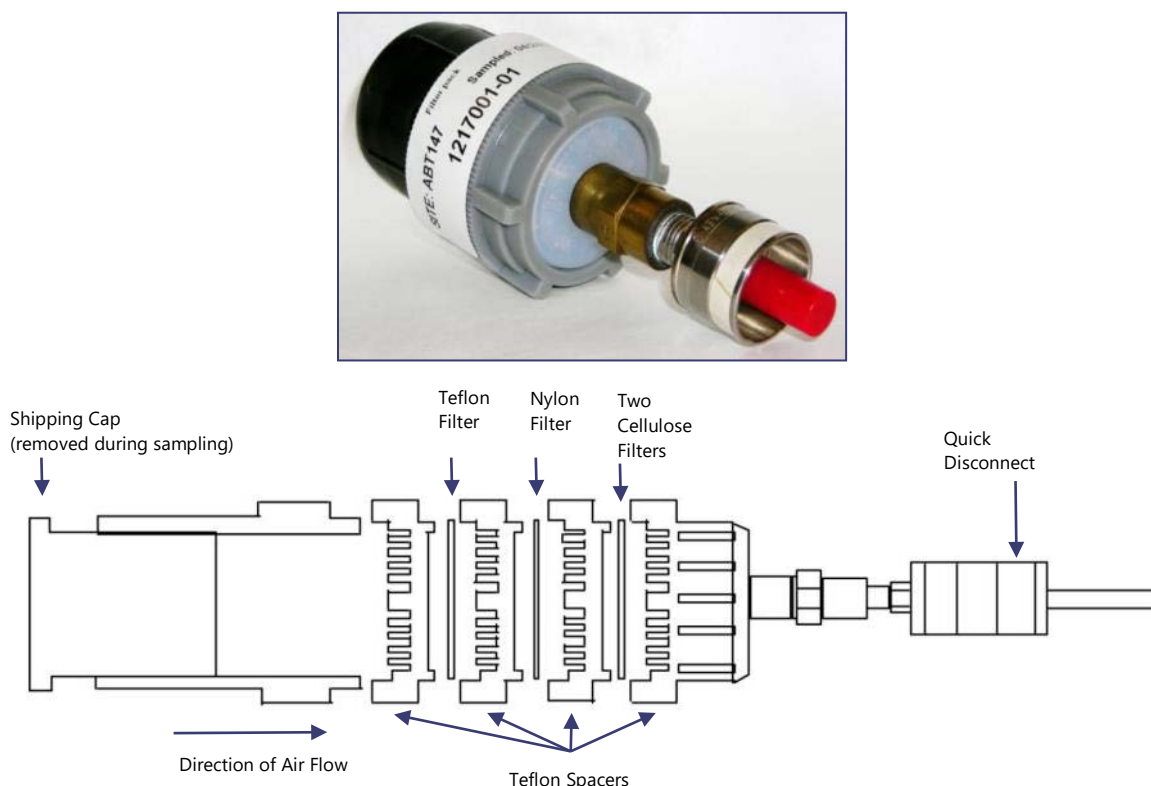 SITE: ABT147
Filter pack
1217001-01
Sampled:
Shipping Cap
(removed during sampling)
Teflon
Filter
Nylon
Filter
Two
Cellulose
Filters
Quick
Disconnect
Direction of Air Flow
Teflon Spacers